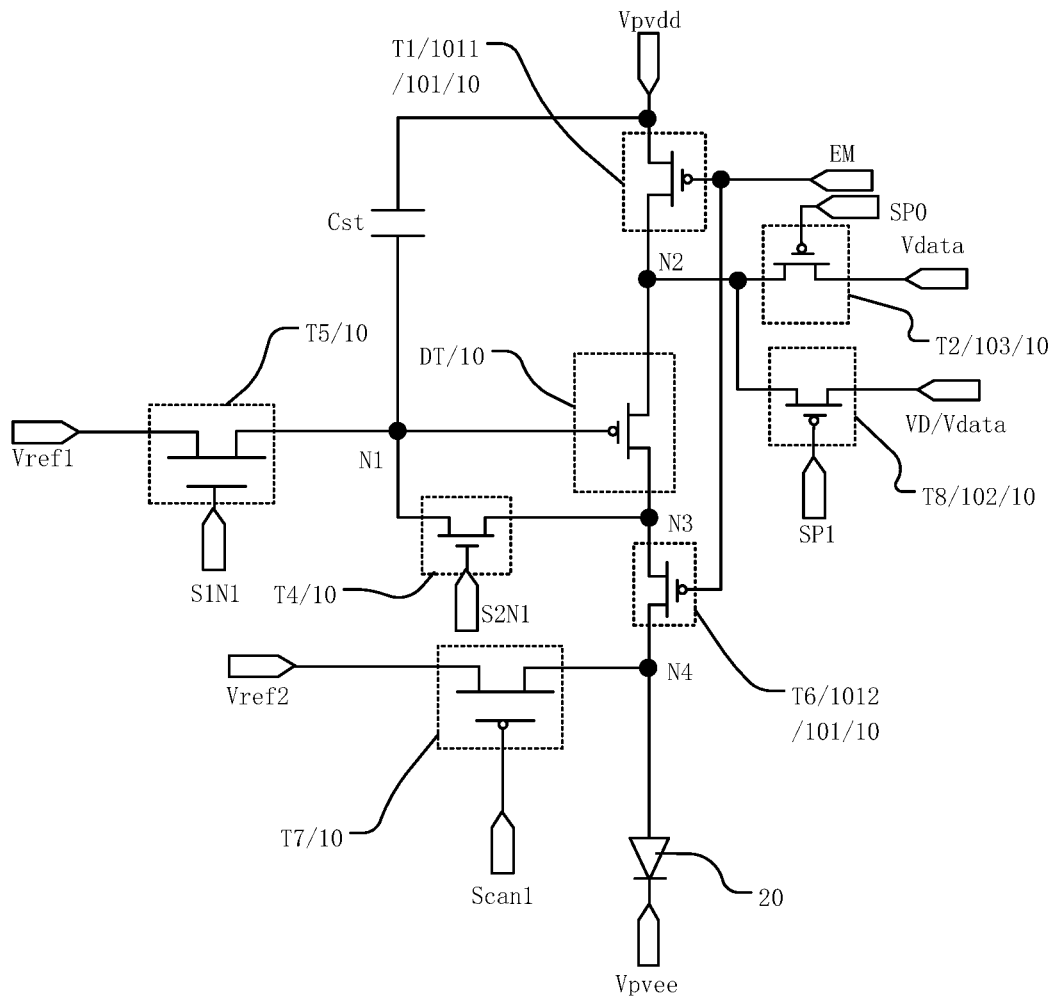 Vpvdd
T1/1011
/101/10
EM
SP0
Cst
Vdata
N2
T5/10
DT/10
T2/103/10
VD/Vdata
Vref1
N1
T8/102/10
N3
SP1
S1N1
T4/10
S2N1
Vref2
N4
T6/1012
/101/10
T7/10
Scan1
20
Vpvee